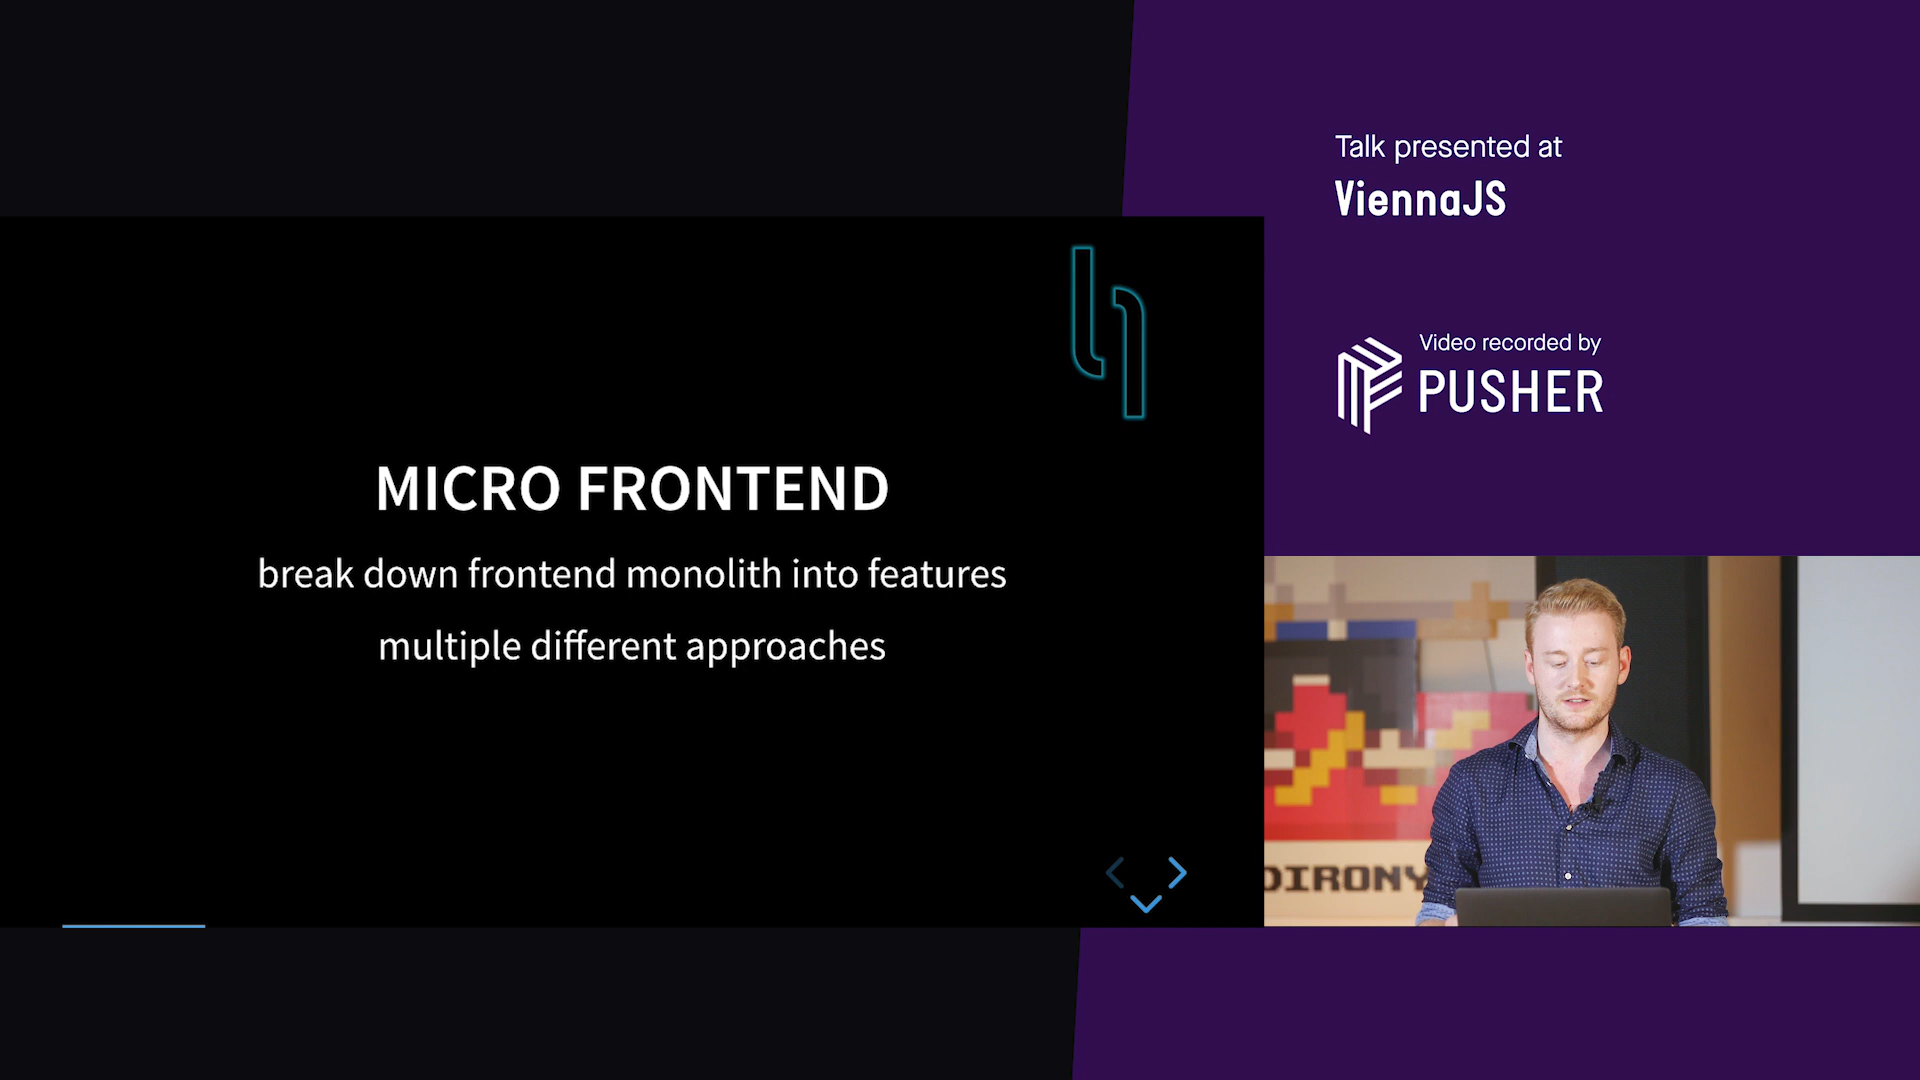 Talk presented at
ViennaJS
Video recorded by
PUSHER
MICRO FRONTEND
break down frontend monolith into features
multiple different approaches
DIRONY